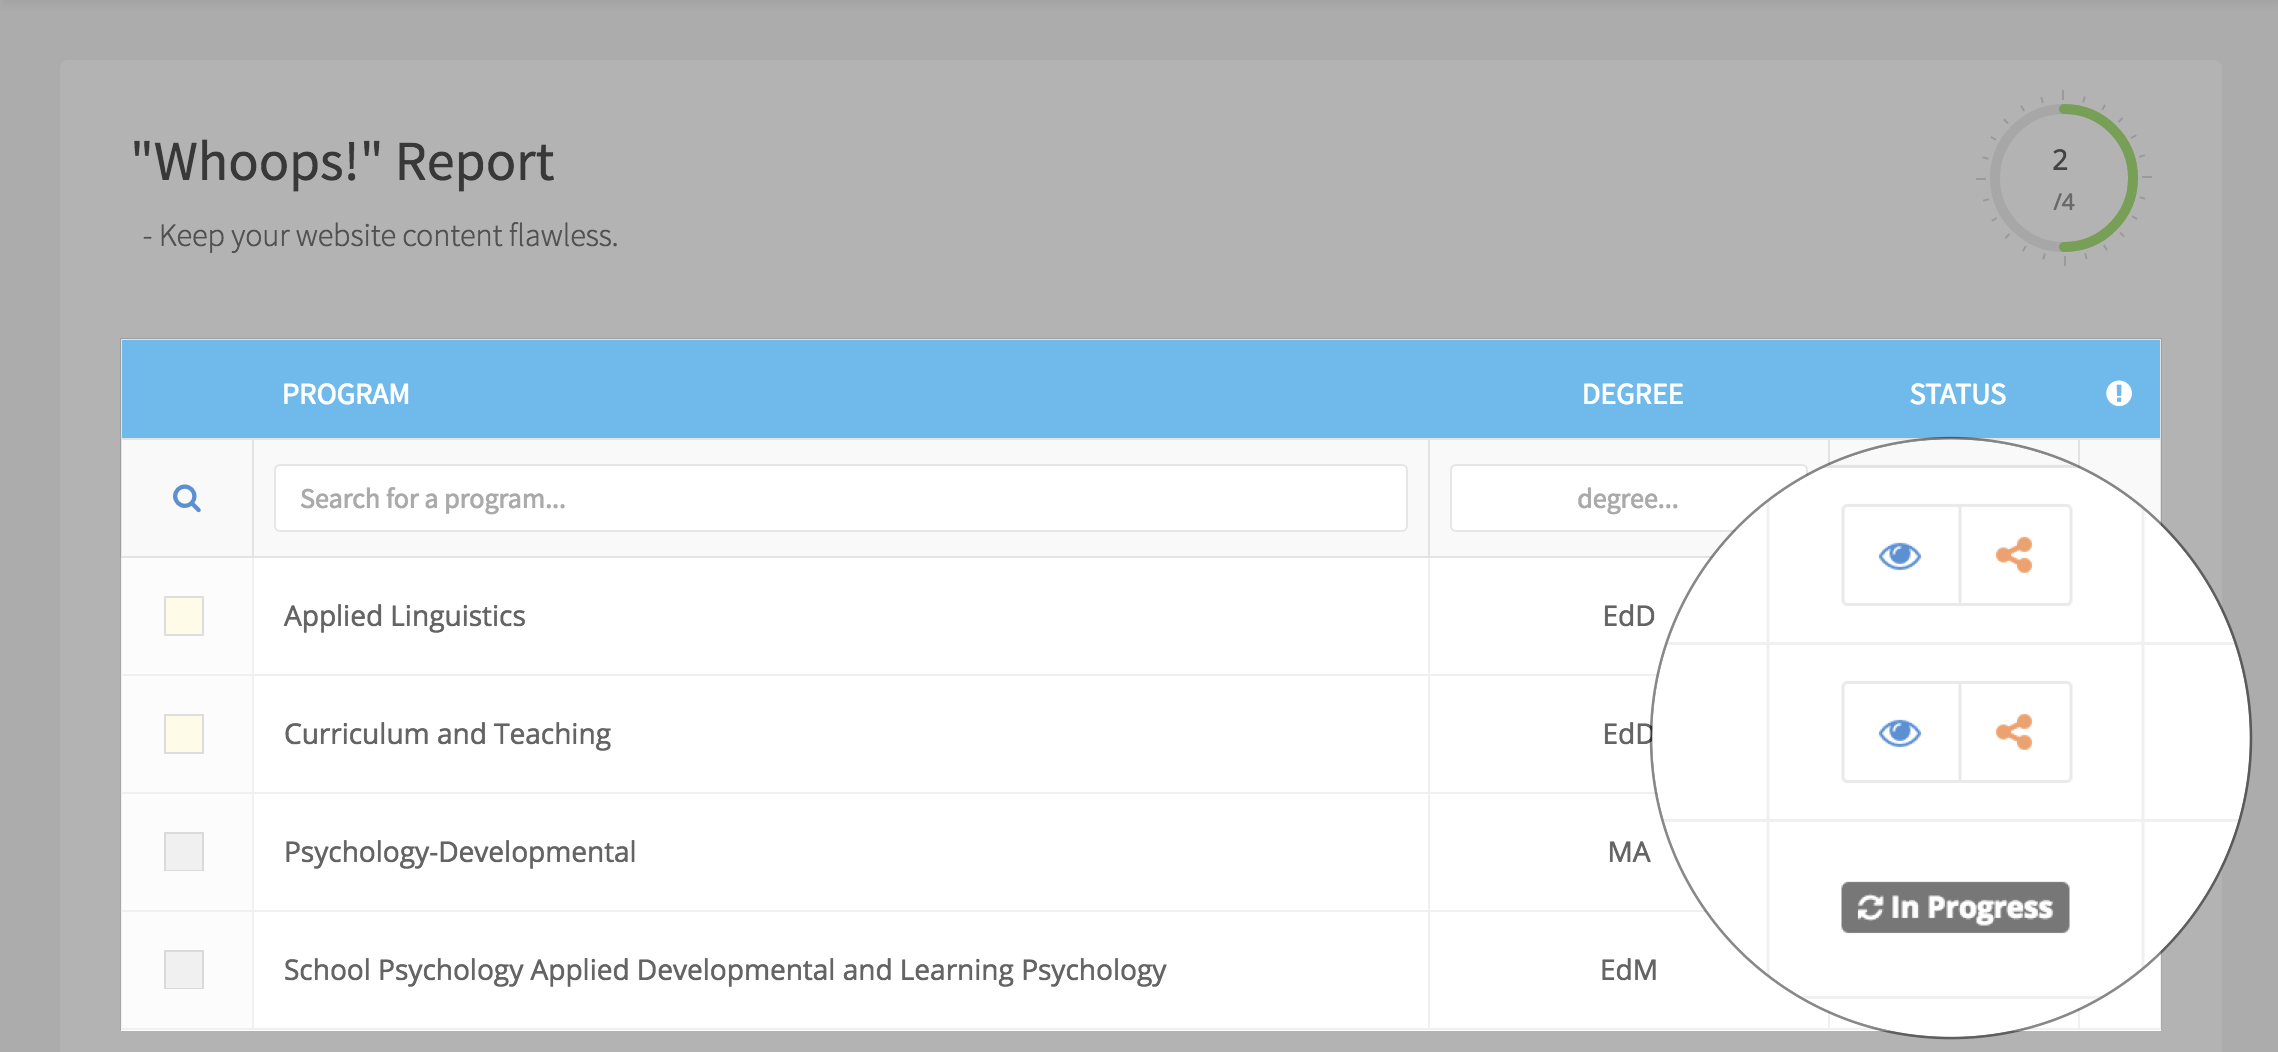 "Whoops!" Report
- Keep your website content flawless.
2
/4
PROGRAM DEGREE STATUS
Search for a program... degree...
Applied Linguistics EdD
Curriculum and Teaching EdD
Psychology-Developmental MA
In Progress
School Psychology Applied Developmental and Learning Psychology EdM